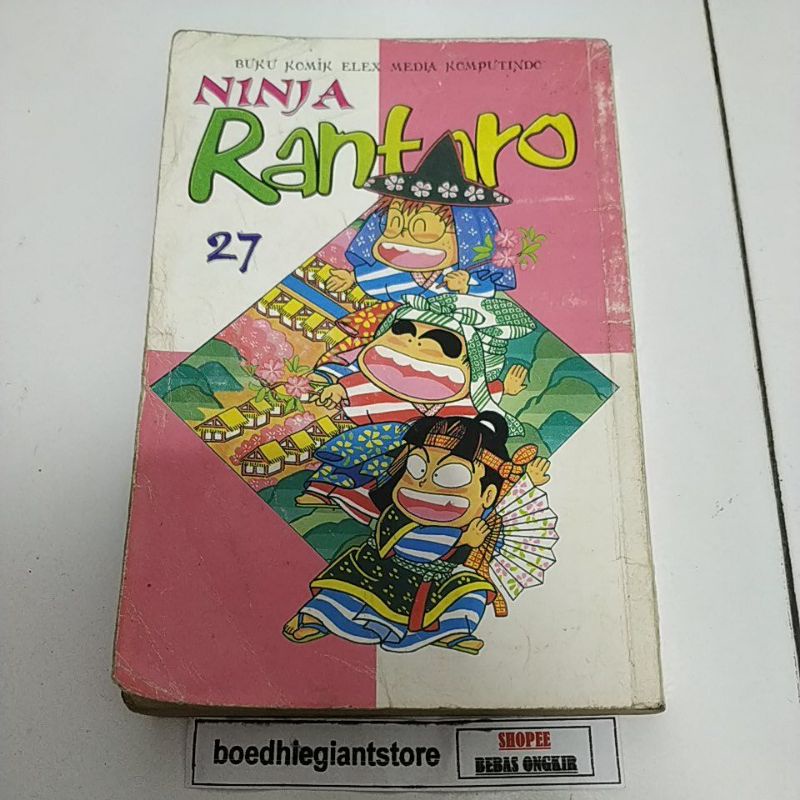 BUKU KOMIK ELEX MEDIA KOMPUTINDO
NINJA
Rantaro
27
boedhiegiantstore
SHOPEE
BEBAS ONGKIR